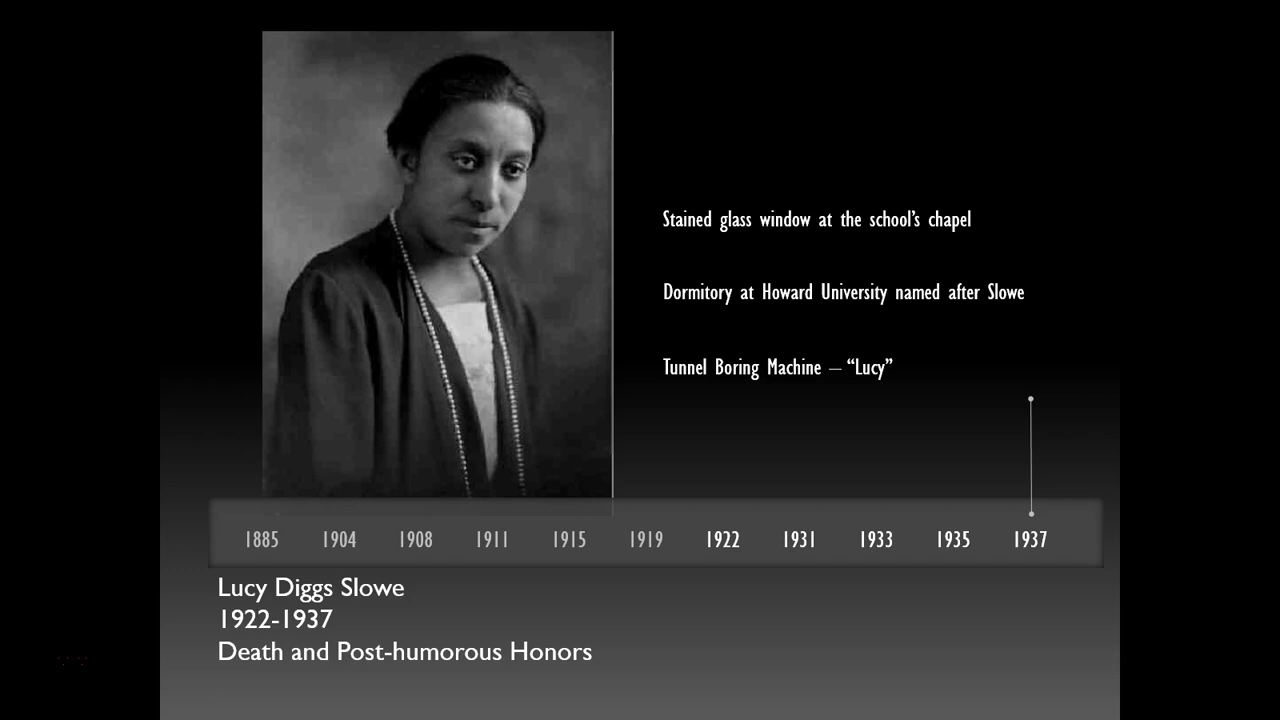 Stained glass window at the school’s chapel
Dormitory at Howard University named after Slowe
Tunnel Boring Machine – “Lucy”
1885 1904 1908 1911 1915 1919 1922 1931 1933 1935 1937
Lucy Diggs Slowe
1922-1937
Death and Post-humorous Honors